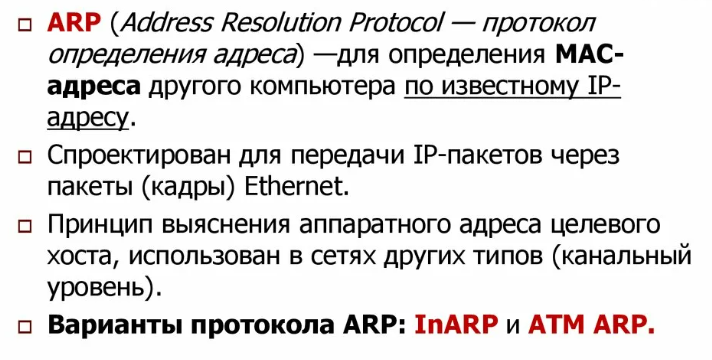 ARP (Address Resolution Protocol — протокол
определения адреса) —для определения MAC-
адреса другого компьютера по известному IP-
адресу.
Спроектирован для передачи IP-пакетов через
пакеты (кадры) Ethernet.
Принцип выяснения аппаратного адреса целевого
хоста, использован в сетях других типов (канальный
уровень).
Варианты протокола ARP: InARP и ATM ARP.